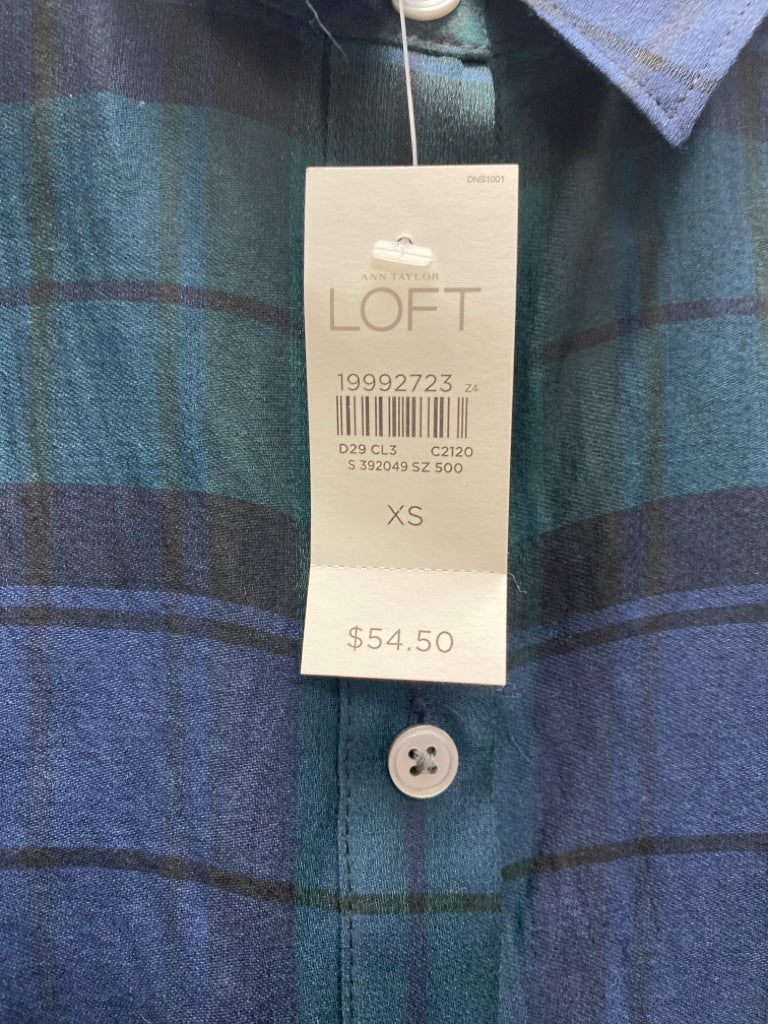 DNS1001
ANN TAYLOR
LOFT
19992723 Z4
D29 CL3 C2120
S 392049 SZ 500
XS
$54.50